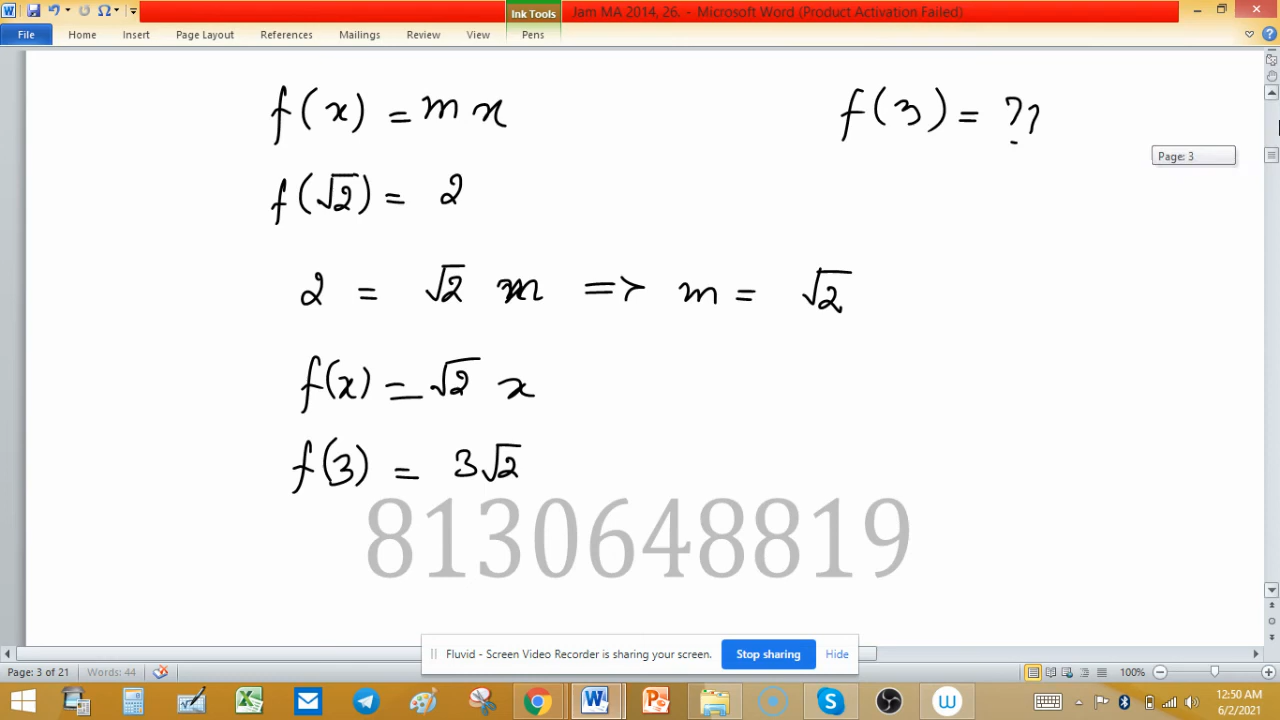 Ink Tools
Jam MA 2014, 26. - Microsoft Word (Product Activation Failed)
File Home Insert Page Layout References Mailings Review View Pens
f(x) = mx
f(3) = ??
Page: 3
f(√2) = 2
2 = √2 m => m = √2
f(x) = √2 x
f(3) = 3√2
8130648819
Fluvid - Screen Video Recorder is sharing your screen. Stop sharing Hide
Page: 3 of 21 Words: 44 100%
12:50 AM
6/2/2021